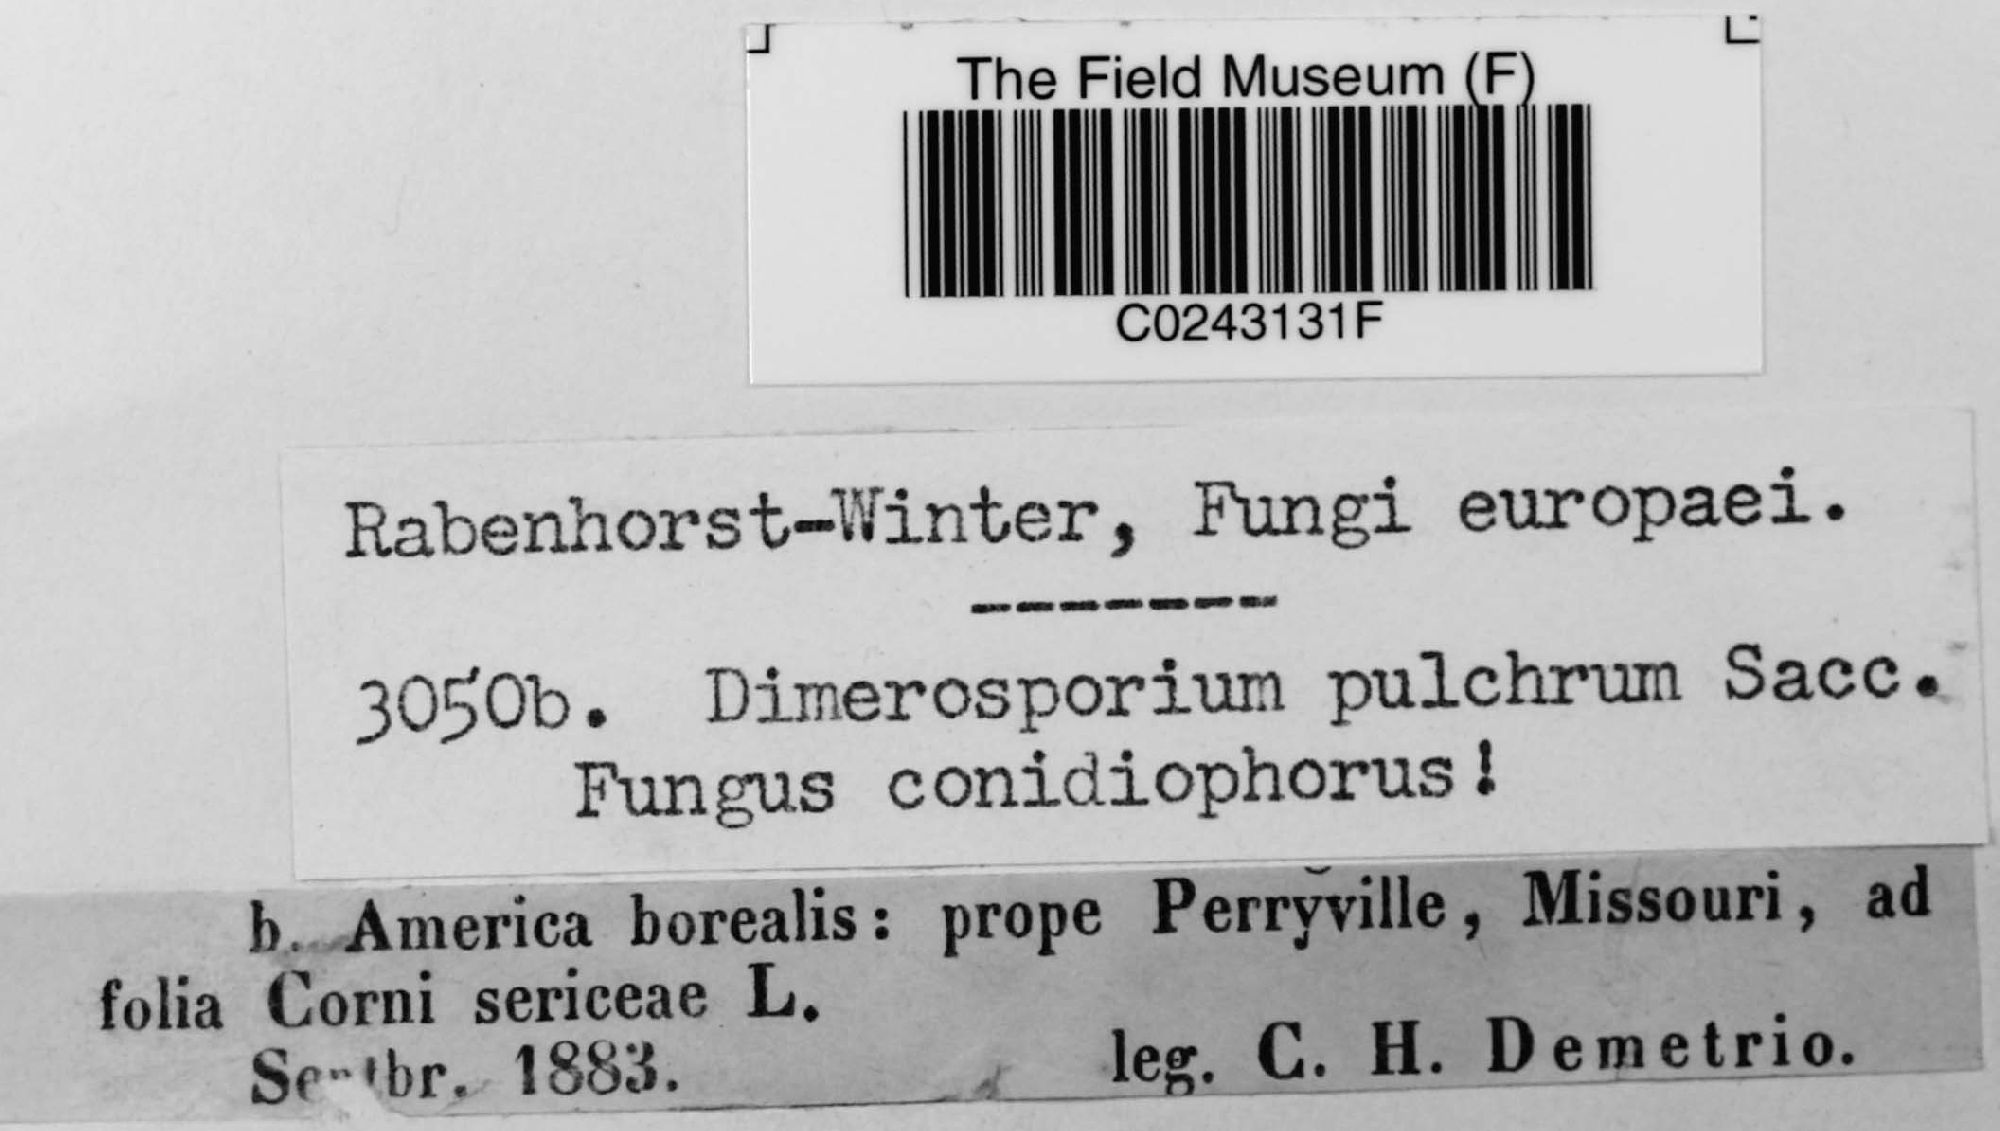 The Field Museum (F)
C0243131F
Rabenhorst-Winter, Fungi europaei.
-------
3050b. Dimerosporium pulchrum Sacc.
Fungus conidiophorus!
b. America borealis: prope Perryville, Missouri, ad
folia Corni sericeae L.
1883.
leg. C. H. Demetrio.